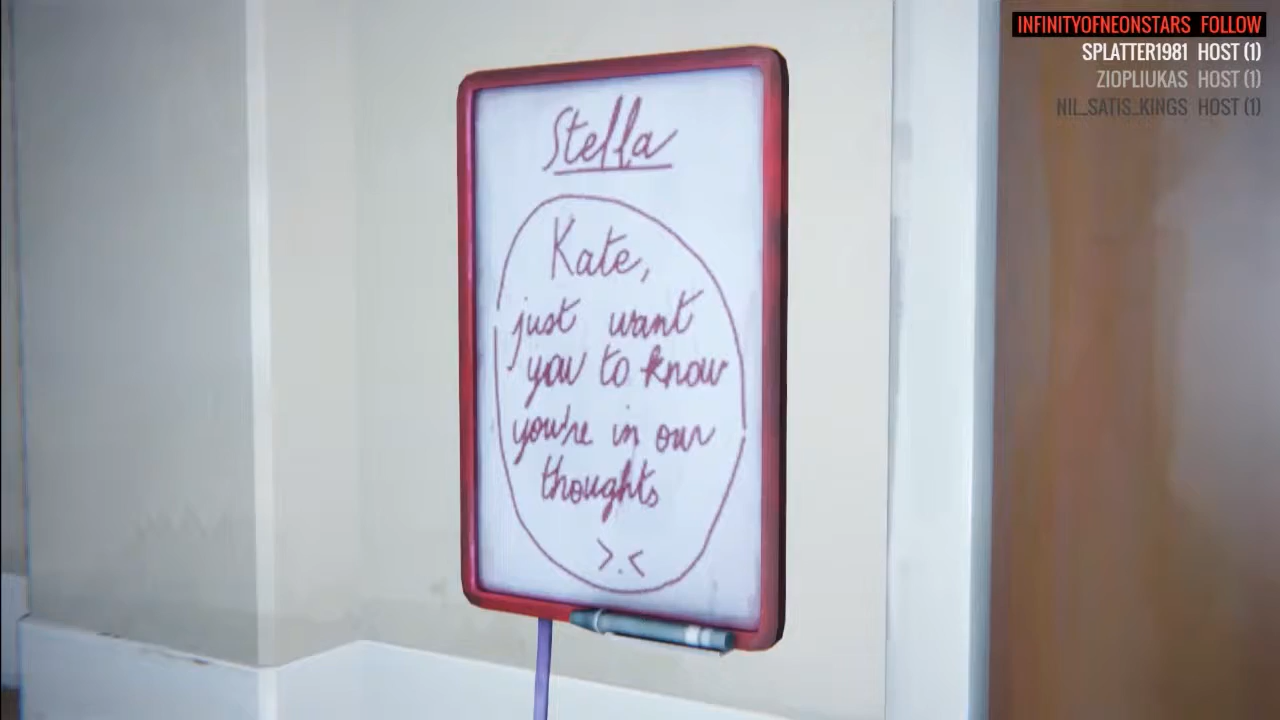 INFINITYOFNEONSTARS FOLLOW
SPLATTER1981 HOST (1)
ZIOPLIUKAS HOST (1)
NIL_SATIS_KINGS HOST (1)
Stella
Kate,
just want
you to know
you're in our
thoughts
>.<